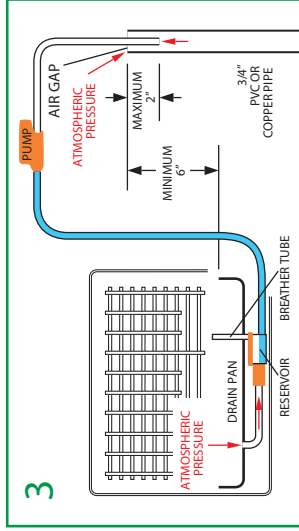 3
PUMP
AIR GAP
ATMOSPHERIC
PRESSURE
MAXIMUM
2"
MINIMUM
6"
3/4"
PVC OR
COPPER PIPE
ATMOSPHERIC
PRESSURE
DRAIN PAN
RESERVOIR
BREATHER TUBE